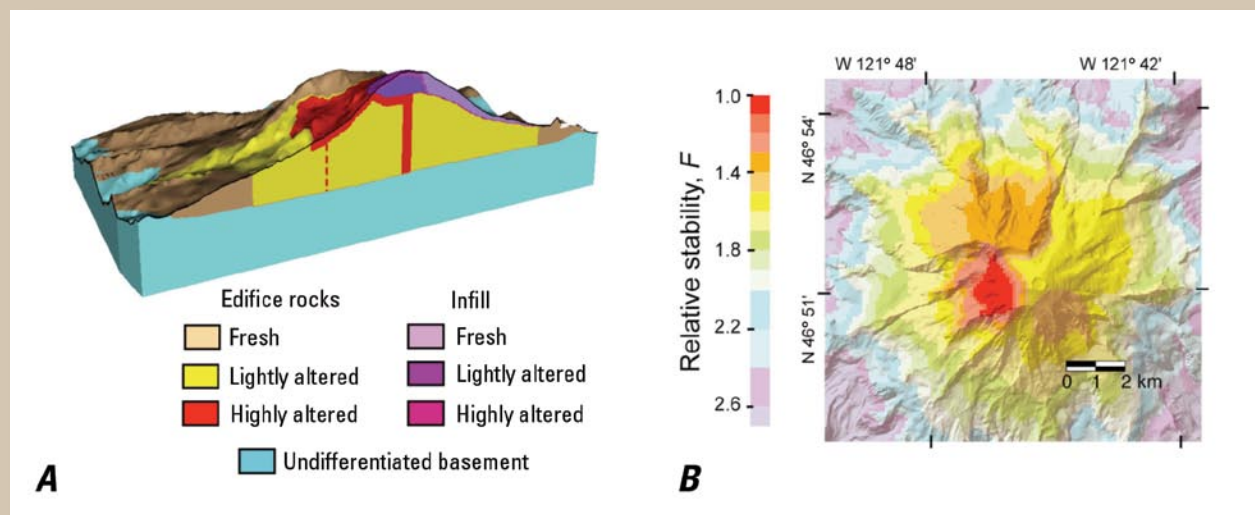 Edifice rocks
Infill
Fresh
Fresh
Lightly altered
Lightly altered
Highly altered
Highly altered
Undifferentiated basement
A
W 121° 48'
W 121° 42'
N 46° 54'
N 46° 51'
Relative stability, F
1.0
1.4
1.8
2.2
2.6
0 1 2 km
B